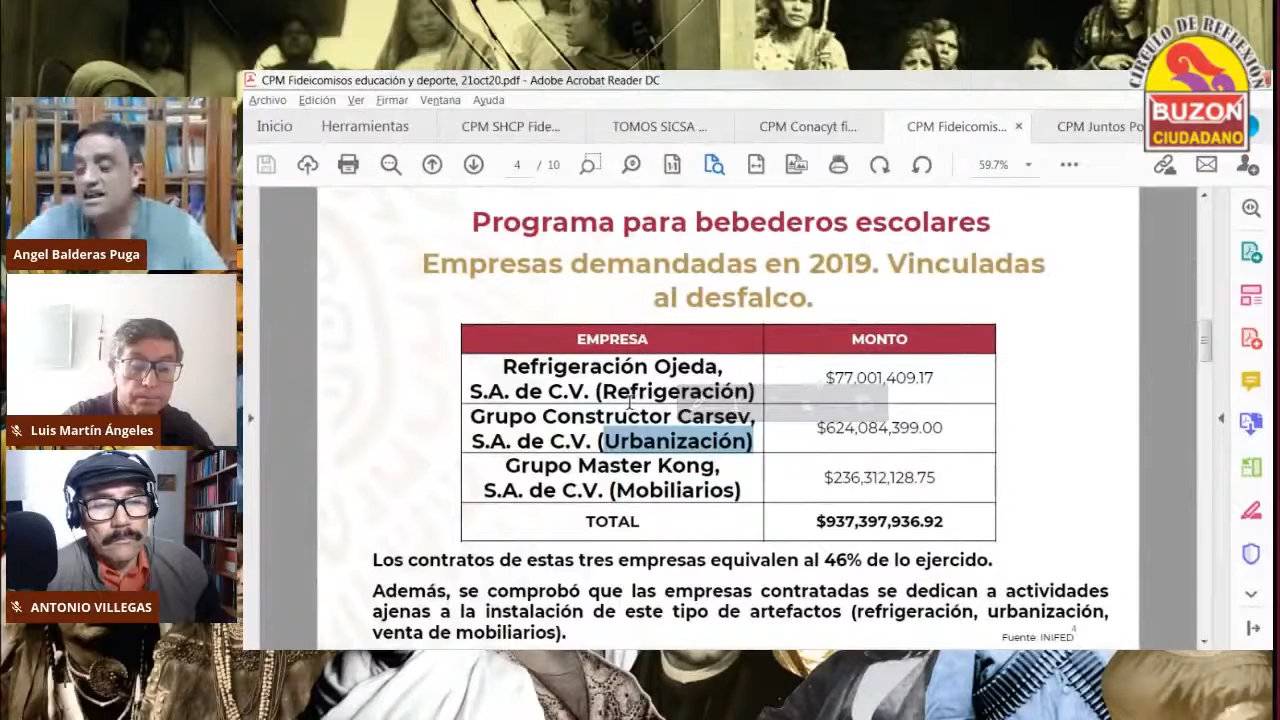 CÍRCULO DE REFLEXIÓN
BUZON
CIUDADANO
CPM Fideicomisos educación y deporte, 21oct20.pdf - Adobe Acrobat Reader DC
Archivo Edición Ver Firmar Ventana Ayuda
Inicio Herramientas CPM SHCP Fide... TOMOS SICSA ... CPM Conacyt fi... CPM Fideicomis... × CPM Juntos Po
4 / 10 59.7%
Angel Balderas Puga
Luis Martín Ángeles
ANTONIO VILLEGAS
Programa para bebederos escolares
Empresas demandadas en 2019. Vinculadas
al desfalco.
EMPRESA MONTO
Refrigeración Ojeda,
S.A. de C.V. (Refrigeración) $77,001,409.17
Grupo Constructor Carsev,
S.A. de C.V. (Urbanización) $624,084,399.00
Grupo Master Kong,
S.A. de C.V. (Mobiliarios) $236,312,128.75
TOTAL $937,397,936.92
Los contratos de estas tres empresas equivalen al 46% de lo ejercido.
Además, se comprobó que las empresas contratadas se dedican a actividades
ajenas a la instalación de este tipo de artefactos (refrigeración, urbanización,
venta de mobiliarios).
Fuente: INIFED
4